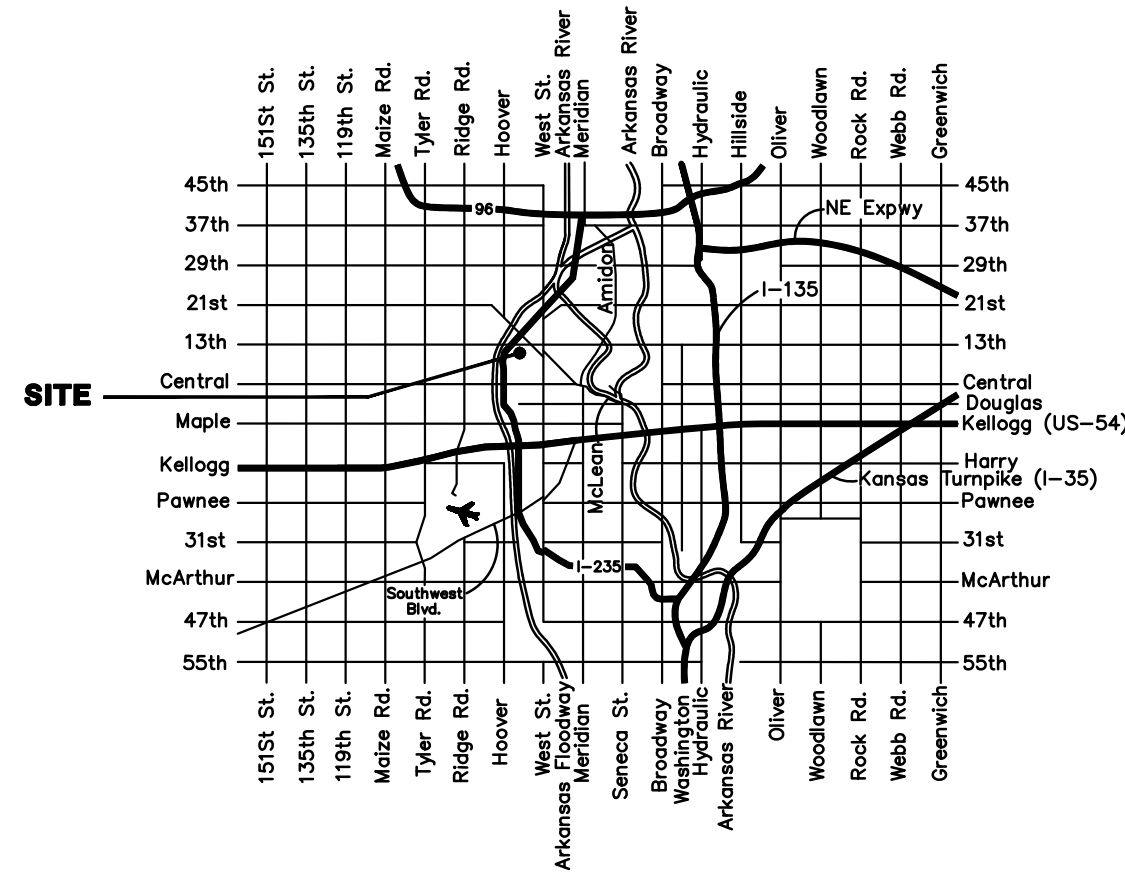 151St St.
135th St.
119th St.
Maize Rd.
Tyler Rd.
Ridge Rd.
Hoover
West St.
Arkansas River
Meridian
Arkansas River
Broadway
Hydraulic
Hillside
Oliver
Woodlawn
Rock Rd.
Webb Rd.
Greenwich
45th
45th
96
NE Expwy
37th
37th
29th
29th
Amidon
I-135
21st
21st
13th
13th
SITE
Central
Central
Douglas
Maple
Kellogg (US-54)
Kellogg
Harry
McLean
Kansas Turnpike (I-35)
Pawnee
Pawnee
31st
31st
I-235
McArthur
McArthur
Southwest
Blvd.
47th
47th
55th
55th
151St St.
135th St.
119th St.
Maize Rd.
Tyler Rd.
Ridge Rd.
Hoover
West St.
Arkansas Floodway
Meridian
Seneca St.
Broadway
Washington
Hydraulic
Arkansas River
Oliver
Woodlawn
Rock Rd.
Webb Rd.
Greenwich